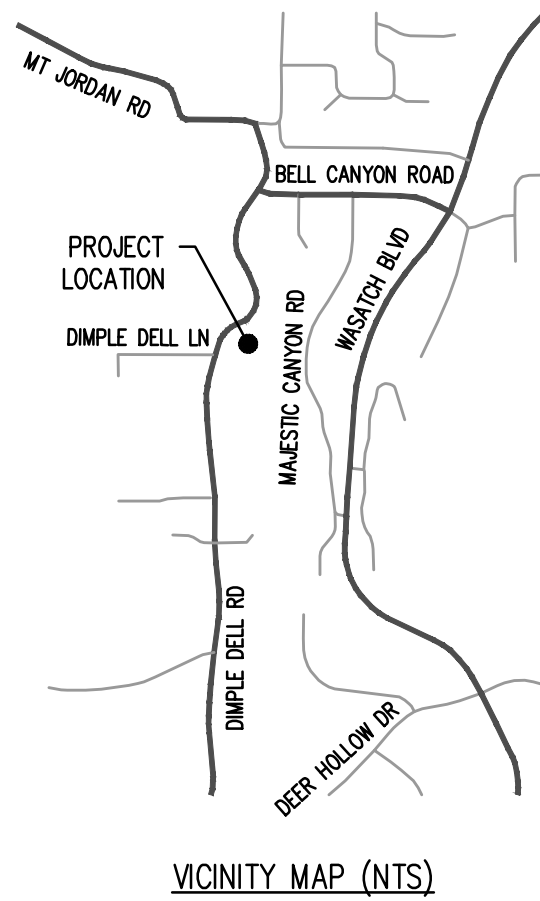 MT JORDAN RD
BELL CANYON ROAD
PROJECT
LOCATION
WASATCH BLVD
DIMPLE DELL LN
MAJESTIC CANYON RD
DIMPLE DELL RD
DEER HOLLOW DR
VICINITY MAP (NTS)